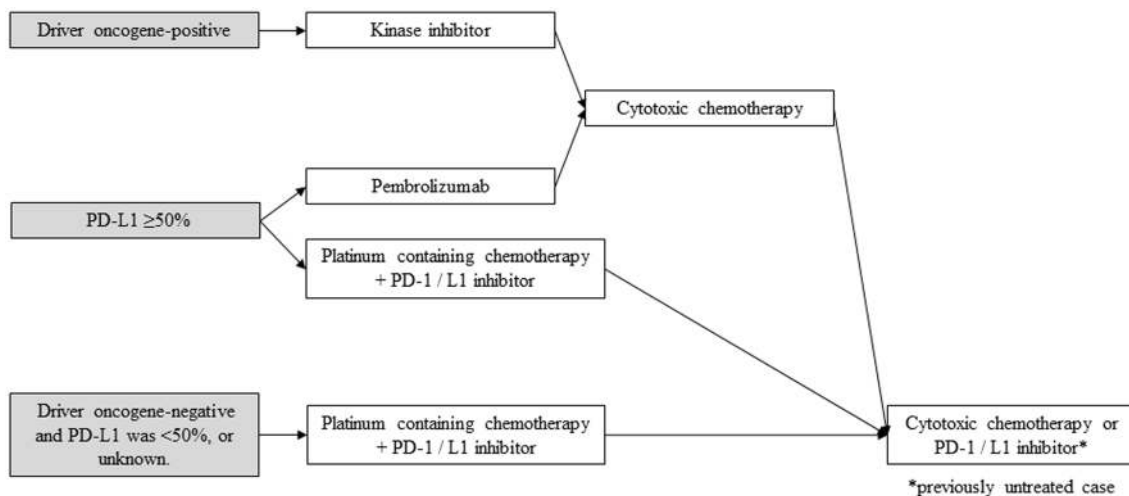 Driver oncogene-positive
Kinase inhibitor
Cytotoxic chemotherapy
Pembrolizumab
PD-L1 ≥50%
Platinum containing chemotherapy
+ PD-1 / L1 inhibitor
Driver oncogene-negative
and PD-L1 was <50%, or
unknown.
Platinum containing chemotherapy
+ PD-1 / L1 inhibitor
Cytotoxic chemotherapy or
PD-1 / L1 inhibitor*
*previously untreated case